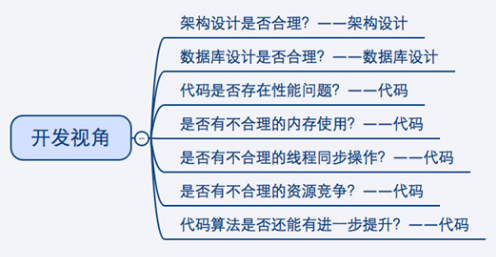 架构设计是否合理？——架构设计
数据库设计是否合理？——数据库设计
代码是否存在性能问题？——代码
是否有不合理的内存使用？——代码
开发视角
是否有不合理的线程同步操作？——代码
是否有不合理的资源竞争？——代码
代码算法是否还能有进一步提升？——代码